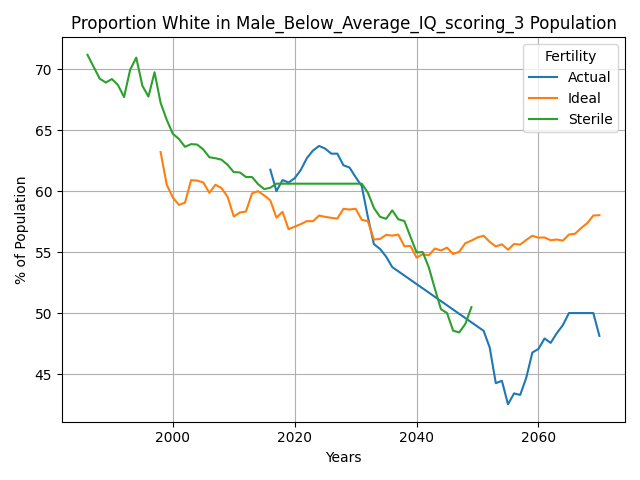 Proportion White in Male_Below_Average_IQ_scoring_3 Population
Fertility
Actual
Ideal
Sterile
% of Population
70
65
60
55
50
45
2000
2020
2040
2060
Years